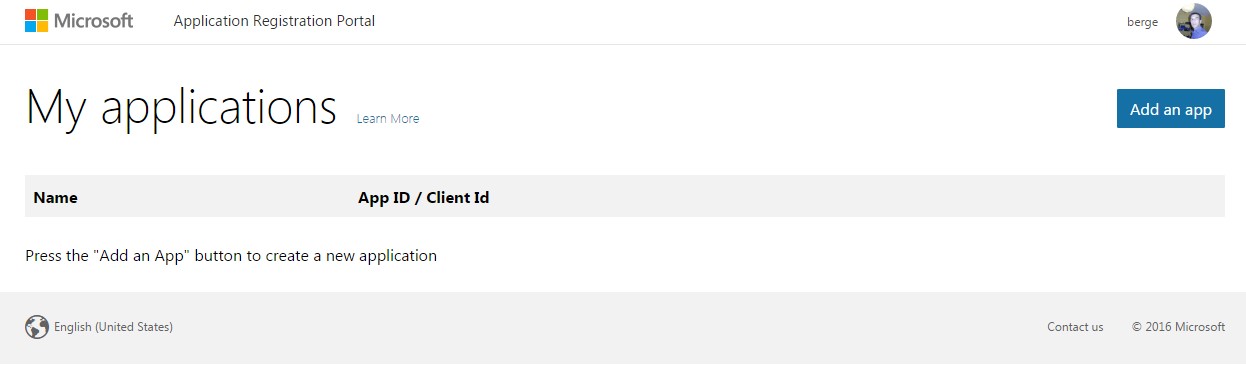 Microsoft Application Registration Portal berge
My applications Learn More Add an app
Name App ID / Client Id
Press the "Add an App" button to create a new application
English (United States) Contact us © 2016 Microsoft